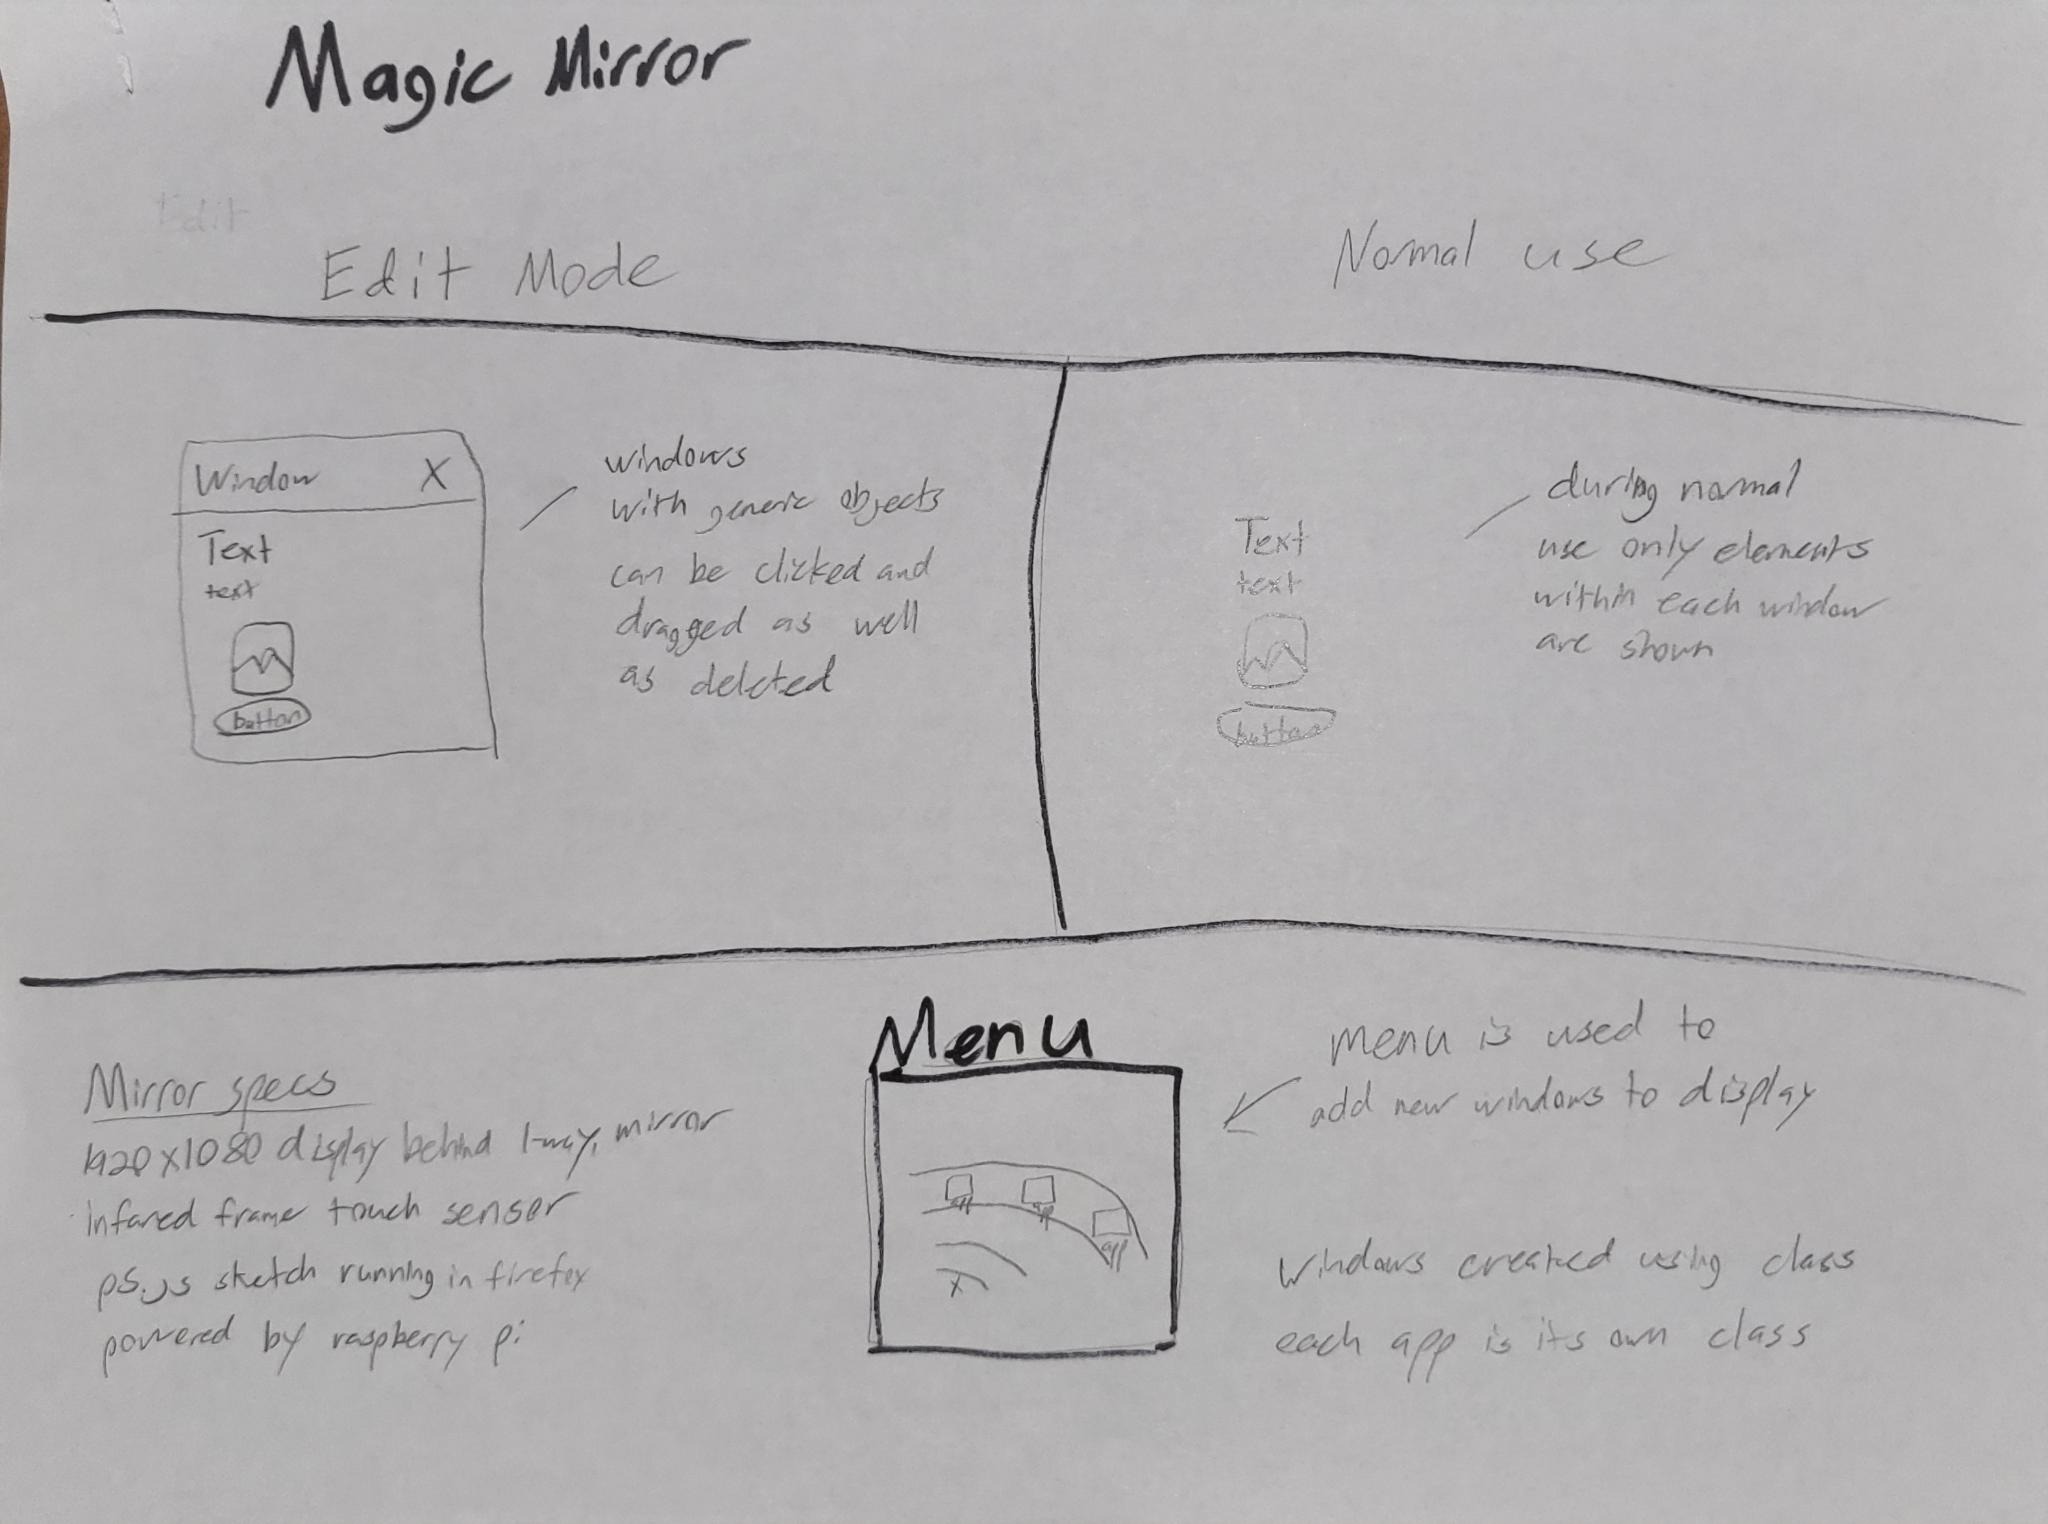 Magic Mirror
Edit
Edit Mode
Normal use
Window X
Text
text
button
windows
with generic objects
can be clicked and
dragged as well
as deleted
Text
text
button
during normal
use only elements
within each window
are shown
Mirror specs
1920x1080 display behind 1-way mirror
infared frame touch senser
p5.js sketch running in firefox
powered by raspberry pi
Menu
app
app
app
X
menu is used to
add new windows to display
Windows created using class
each app is its own class